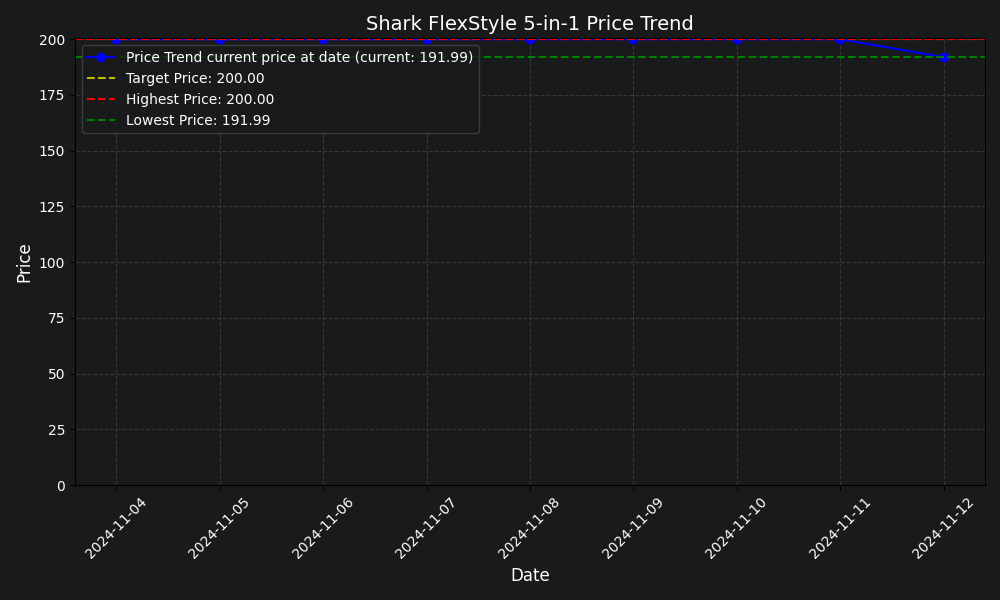 Shark FlexStyle 5-in-1 Price Trend
Price Trend current price at date (current: 191.99)
Target Price: 200.00
Highest Price: 200.00
Lowest Price: 191.99
200
175
150
125
100
75
50
25
0
Price
2024-11-04
2024-11-05
2024-11-06
2024-11-07
2024-11-08
2024-11-09
2024-11-10
2024-11-11
2024-11-12
Date